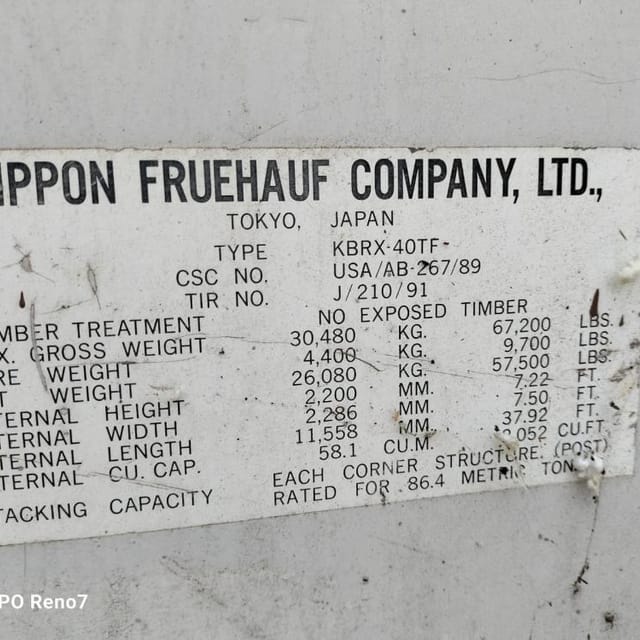 IPPON FRUEHAUF COMPANY, LTD.,
TOKYO, JAPAN
TYPE KBRX-40TF
CSC NO. USA/AB-267/89
TIR NO. J/210/91
MBER TREATMENT NO EXPOSED TIMBER
X. GROSS WEIGHT 30,480 KG. 67,200 LBS.
RE WEIGHT 4,400 KG. 9,700 LBS.
T WEIGHT 26,080 KG. 57,500 LBS
TERNAL HEIGHT 2,200 MM. 7.22 FT.
TERNAL WIDTH 2,286 MM. 7.50 FT.
TERNAL LENGTH 11,558 MM. 37.92 FT.
TERNAL CU. CAP. 58.1 CU.M. ,052 CU.FT.
TACKING CAPACITY EACH CORNER STRUCTURE (POST)
RATED FOR 86.4 METRIC TON
PO Reno7